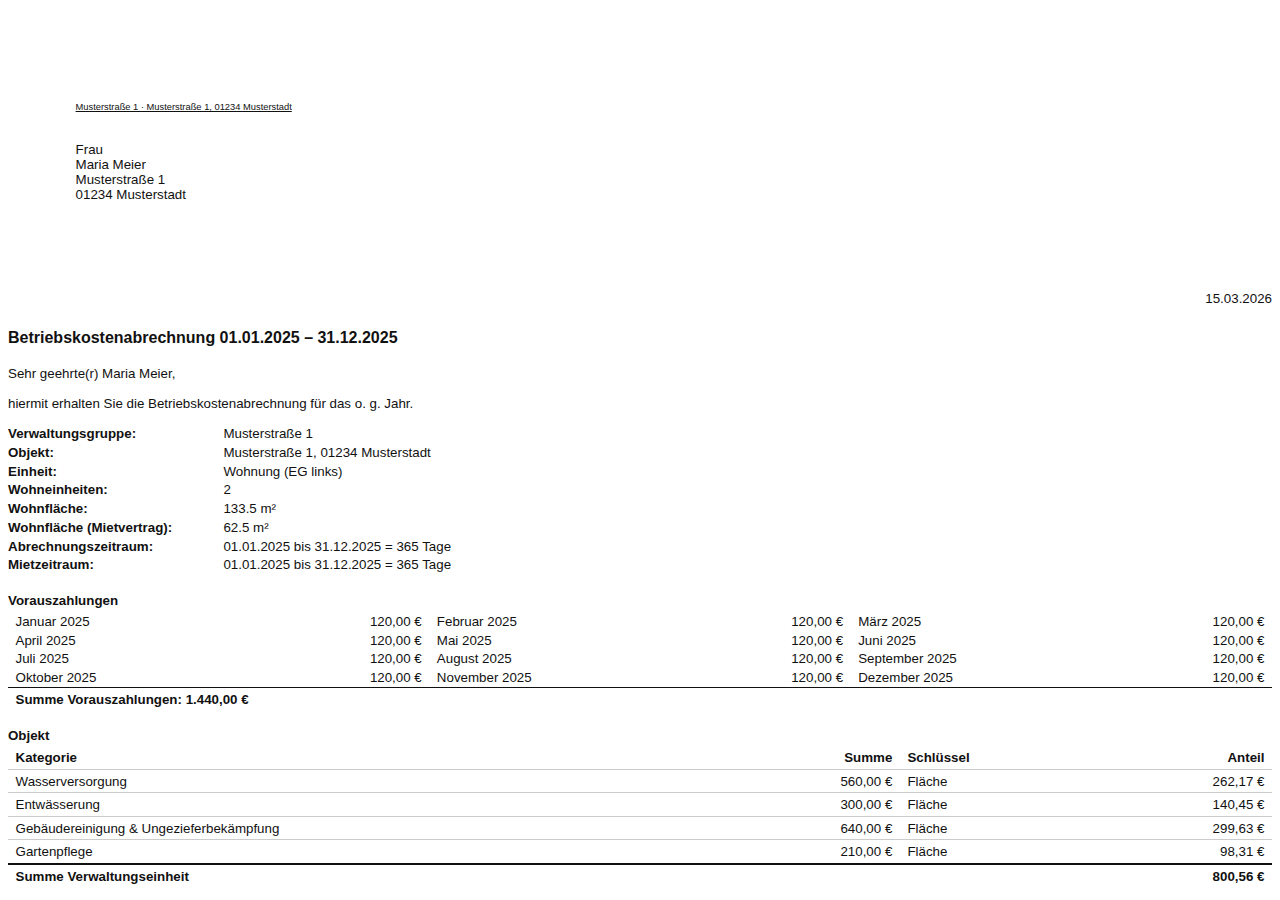 Musterstraße 1 · Musterstraße 1, 01234 Musterstadt
Frau
Maria Meier
Musterstraße 1
01234 Musterstadt
15.03.2026
Betriebskostenabrechnung 01.01.2025 – 31.12.2025
Sehr geehrte(r) Maria Meier,
hiermit erhalten Sie die Betriebskostenabrechnung für das o. g. Jahr.
Verwaltungsgruppe: Musterstraße 1
Objekt: Musterstraße 1, 01234 Musterstadt
Einheit: Wohnung (EG links)
Wohneinheiten: 2
Wohnfläche: 133.5 m²
Wohnfläche (Mietvertrag): 62.5 m²
Abrechnungszeitraum: 01.01.2025 bis 31.12.2025 = 365 Tage
Mietzeitraum: 01.01.2025 bis 31.12.2025 = 365 Tage
Vorauszahlungen
Januar 2025 120,00 € Februar 2025 120,00 € März 2025 120,00 €
April 2025 120,00 € Mai 2025 120,00 € Juni 2025 120,00 €
Juli 2025 120,00 € August 2025 120,00 € September 2025 120,00 €
Oktober 2025 120,00 € November 2025 120,00 € Dezember 2025 120,00 €
Summe Vorauszahlungen: 1.440,00 €
Objekt
Kategorie Summe Schlüssel Anteil
Wasserversorgung 560,00 € Fläche 262,17 €
Entwässerung 300,00 € Fläche 140,45 €
Gebäudereinigung & Ungezieferbekämpfung 640,00 € Fläche 299,63 €
Gartenpflege 210,00 € Fläche 98,31 €
Summe Verwaltungseinheit 800,56 €